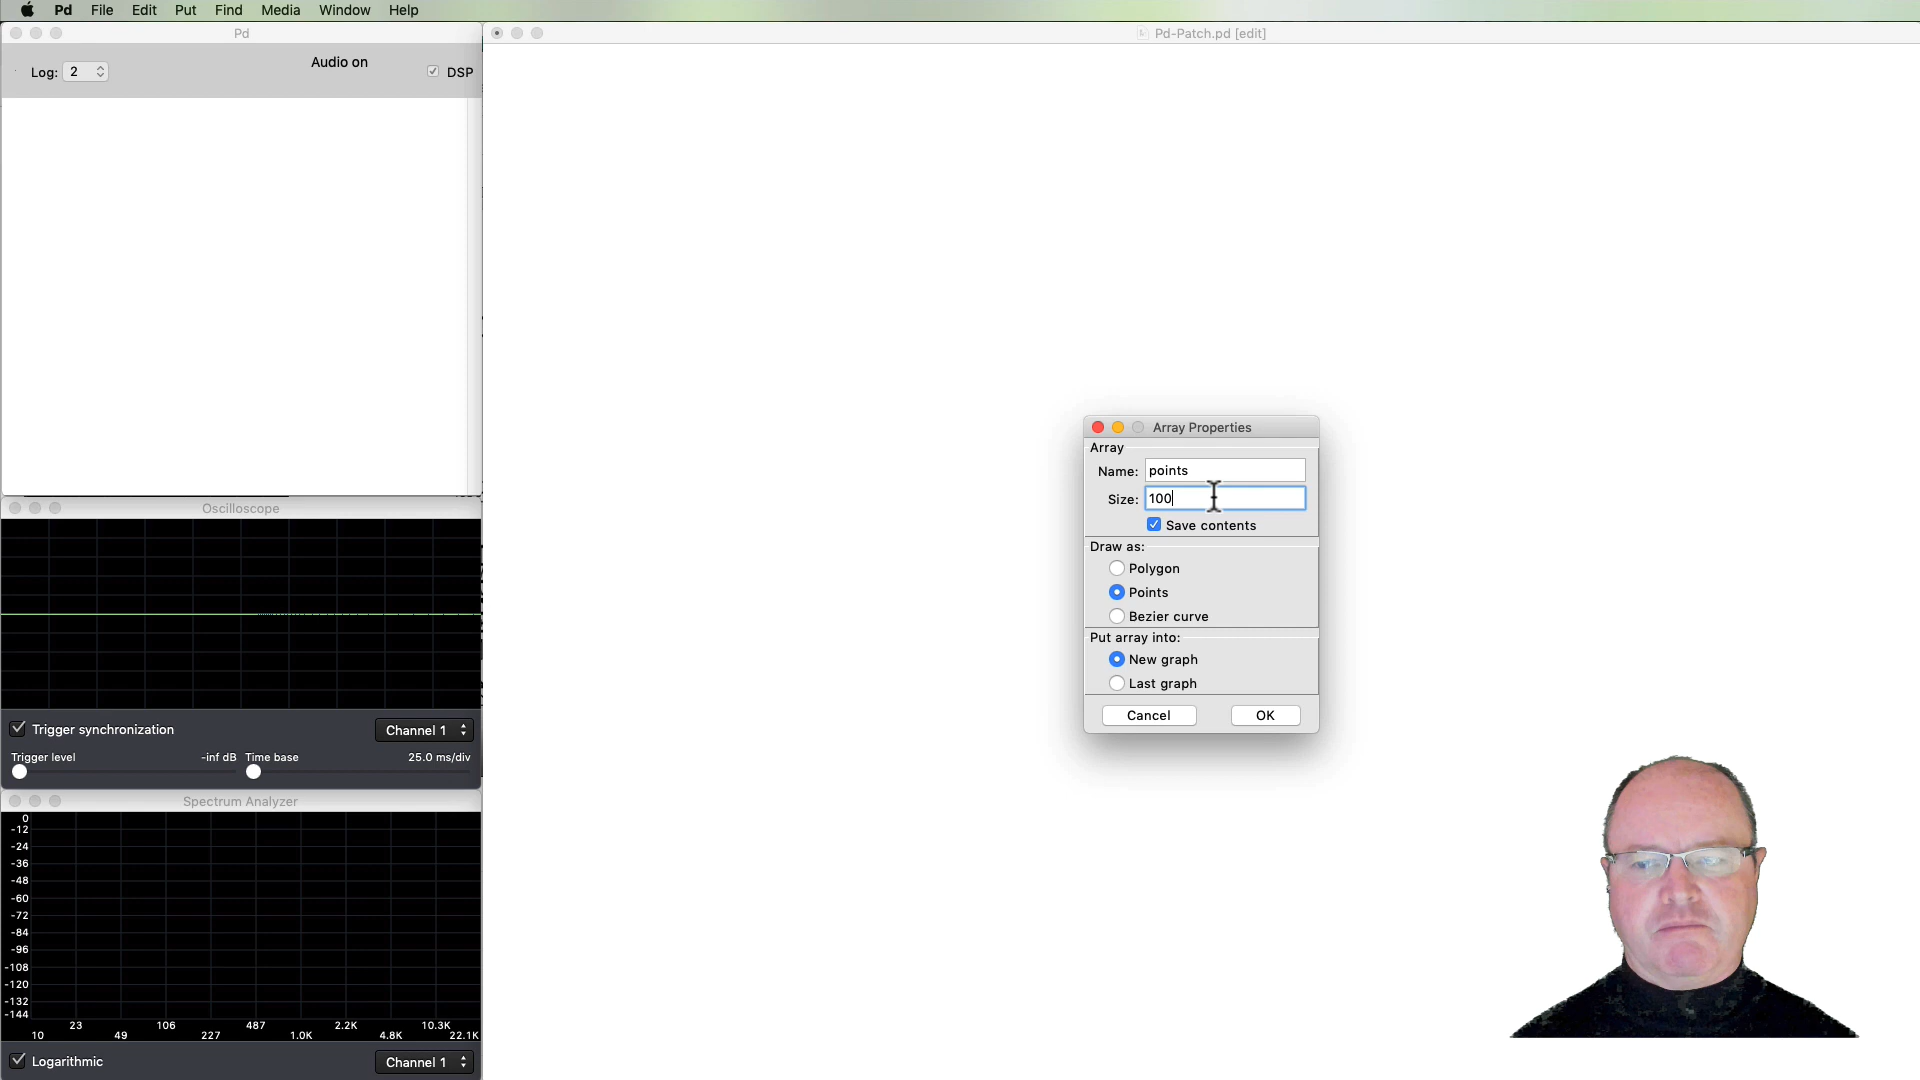 Pd File Edit Put Find Media Window Help
Pd
Log: 2
Audio on
DSP
Pd-Patch.pd [edit]
Array Properties
Array
Name: points
Size: 100
Save contents
Draw as:
Polygon
Points
Bezier curve
Put array into:
New graph
Last graph
Cancel OK
Oscilloscope
Trigger synchronization Channel 1
Trigger level -inf dB Time base 25.0 ms/div
Spectrum Analyzer
0
-12
-24
-36
-48
-60
-72
-84
-96
-108
-120
-132
-144
23 106 487 2.2K 10.3K
10 49 227 1.0K 4.8K 22.1K
Logarithmic Channel 1